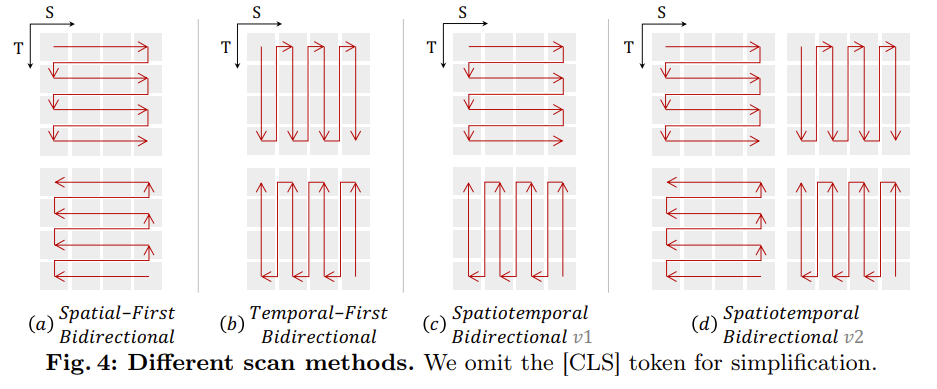 S
T
S
T
S
T
S
T
(a) Spatial–First
Bidirectional
(b) Temporal–First
Bidirectional
(c) Spatiotemporal
Bidirectional v1
(d) Spatiotemporal
Bidirectional v2
Fig. 4: Different scan methods. We omit the [CLS] token for simplification.